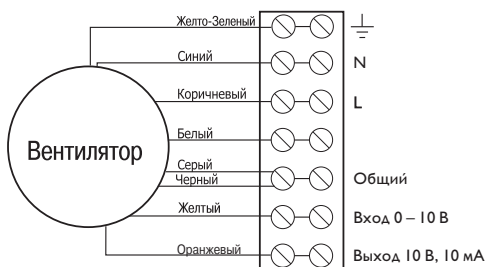 Желто-Зеленый
Синий N
Коричневый L
Белый
Вентилятор
Серый
Черный Общий
Желтый Вход 0 – 10 В
Оранжевый Выход 10 В, 10 мА